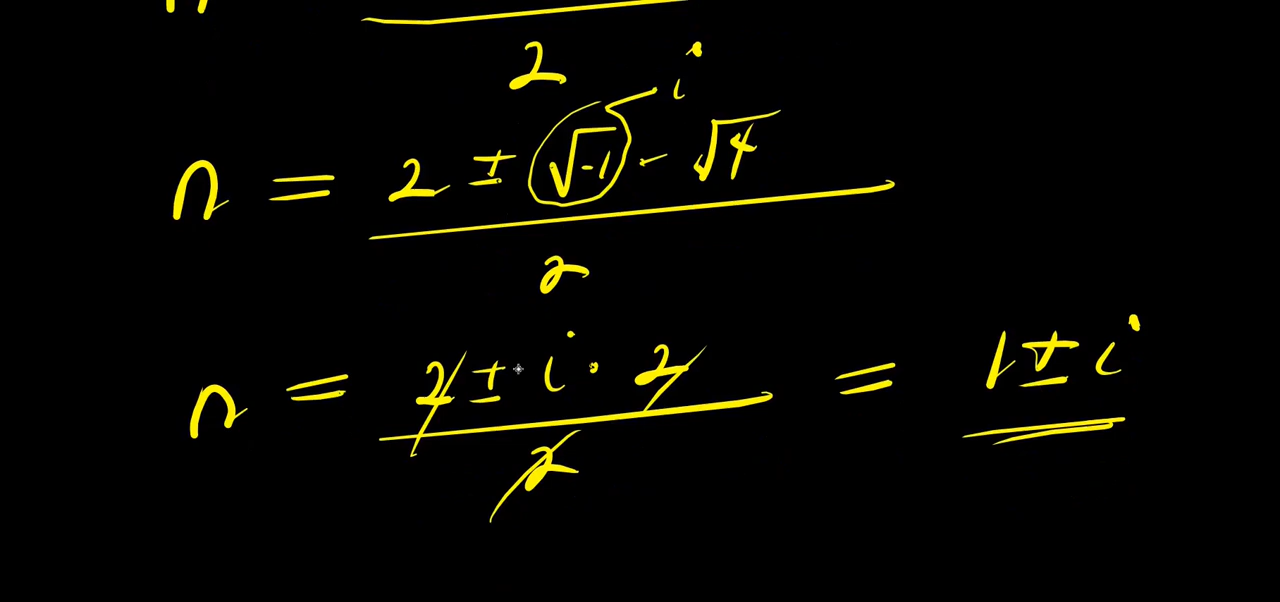 2
i
n = 2 ± √-1 - √4
2
n = 2 ± i · 2 = 1 ± i
2